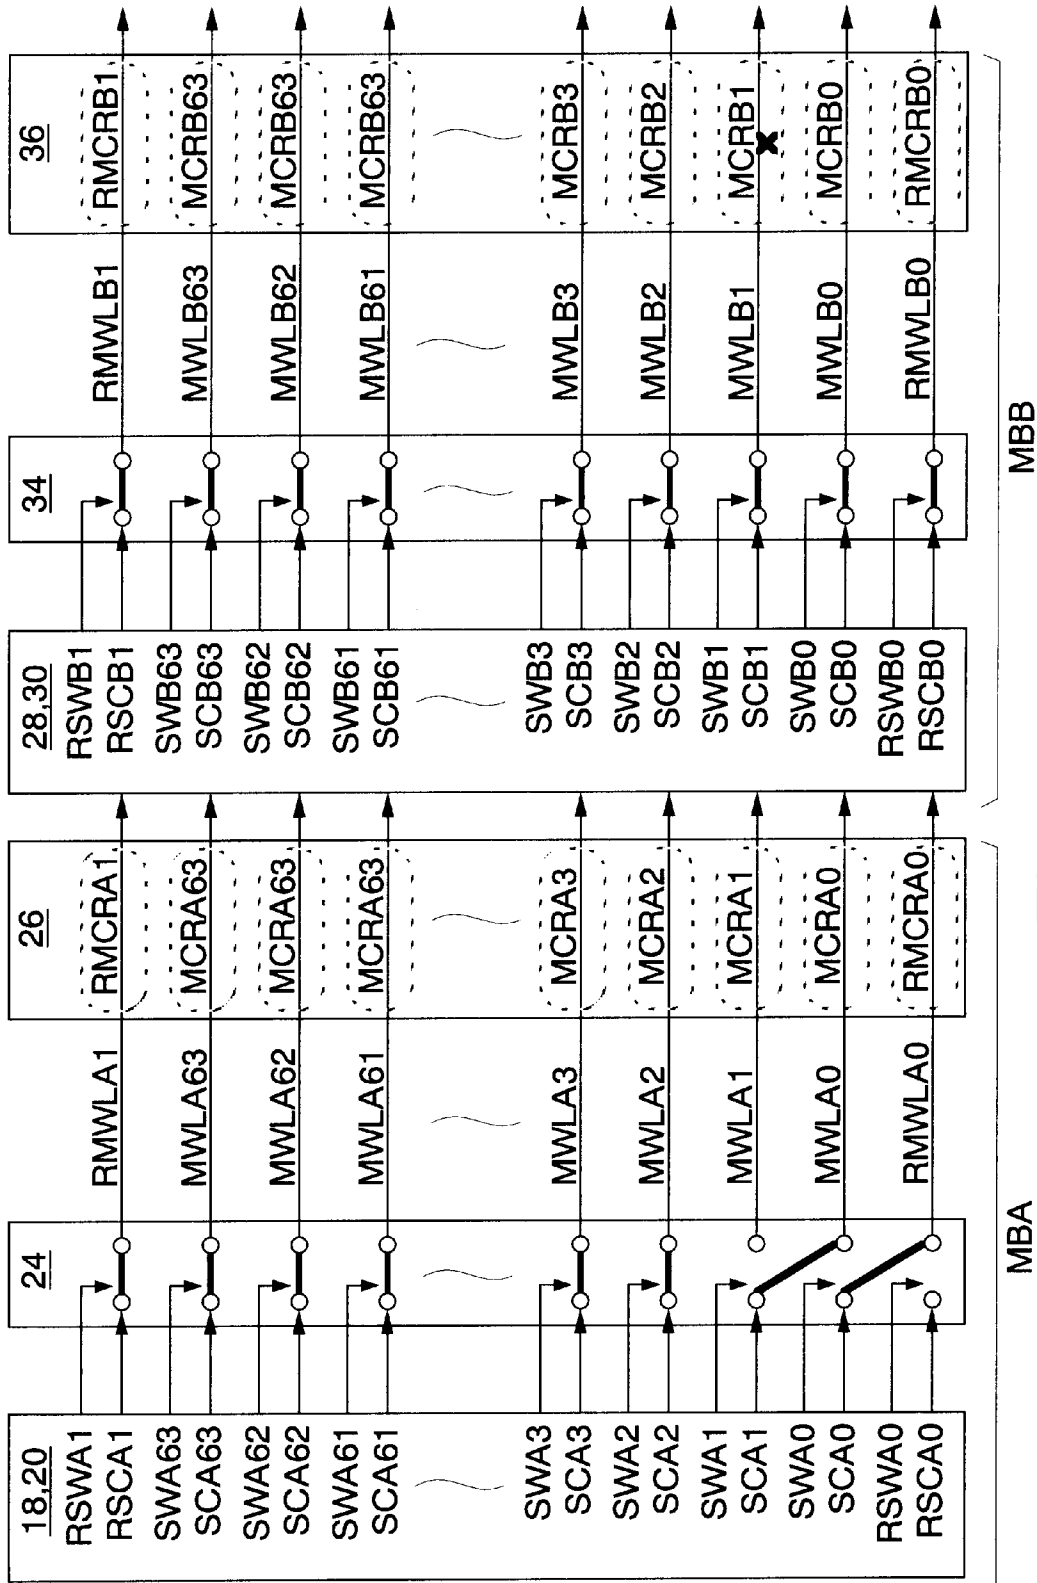 18,20
RSWA1
RSCA1
SWA63
SCA63
SWA62
SCA62
SWA61
SCA61
SWA3
SCA3
SWA2
SCA2
SWA1
SCA1
SWA0
SCA0
RSWA0
RSCA0
24
RMWLA1
MWLA63
MWLA62
MWLA61
MWLA3
MWLA2
MWLA1
MWLA0
RMWLA0
26
RMCRA1
MCRA63
MCRA63
MCRA63
MCRA3
MCRA2
MCRA1
MCRA0
RMCRA0
MBA
28,30
RSWB1
RSCB1
SWB63
SCB63
SWB62
SCB62
SWB61
SCB61
SWB3
SCB3
SWB2
SCB2
SWB1
SCB1
SWB0
SCB0
RSWB0
RSCB0
34
RMWLB1
MWLB63
MWLB62
MWLB61
MWLB3
MWLB2
MWLB1
MWLB0
RMWLB0
36
RMCRB1
MCRB63
MCRB63
MCRB63
MCRB3
MCRB2
MCRB1
MCRB0
RMCRB0
MBB